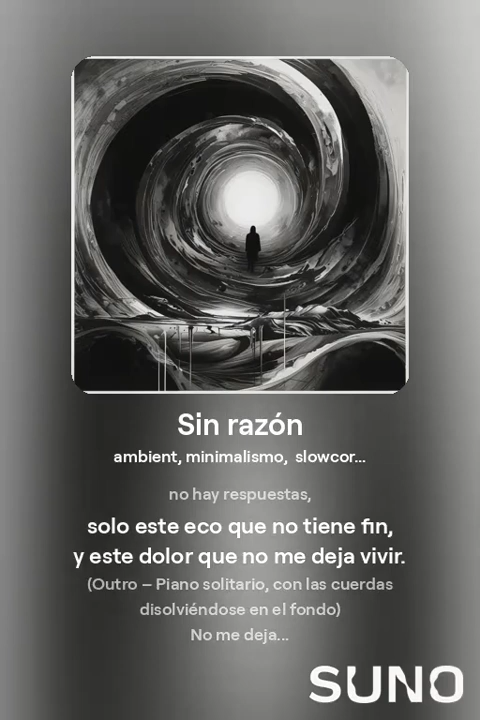 Sin razón
ambient, minimalismo,  slowcor...
no hay respuestas,
solo este eco que no tiene fin,
y este dolor que no me deja vivir.
(Outro – Piano solitario, con las cuerdas
disolviéndose en el fondo)
No me deja...
SUNO